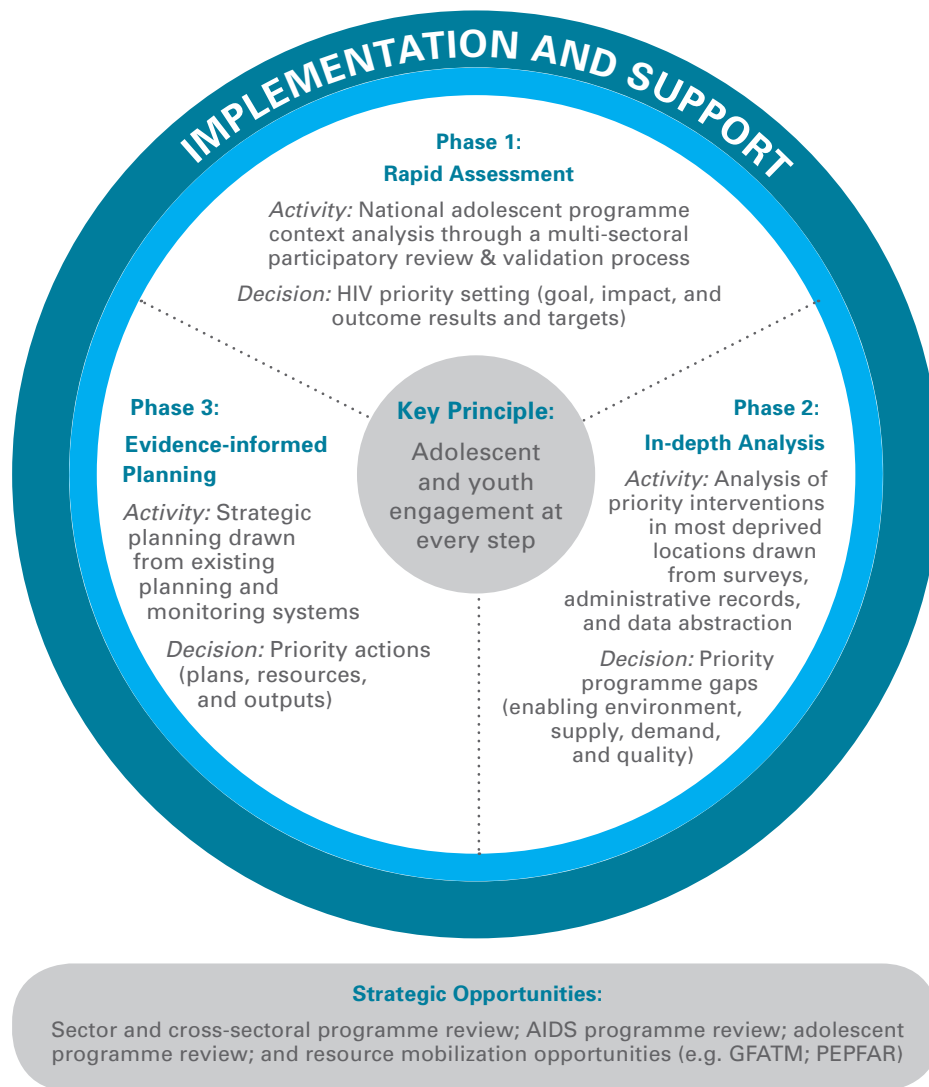 IMPLEMENTATION AND SUPPORT
Phase 1:
Rapid Assessment
Activity: National adolescent programme
context analysis through a multi-sectoral
participatory review & validation process
Decision: HIV priority setting (goal, impact, and
outcome results and targets)
Key Principle:
Adolescent
and youth
engagement at
every step
Phase 2:
In-depth Analysis
Activity: Analysis of
priority interventions
in most deprived
locations drawn
from surveys,
administrative records,
and data abstraction
Decision: Priority
programme gaps
(enabling environment,
supply, demand,
and quality)
Phase 3:
Evidence-informed
Planning
Activity: Strategic
planning drawn
from existing
planning and
monitoring systems
Decision: Priority actions
(plans, resources,
and outputs)
Strategic Opportunities:
Sector and cross-sectoral programme review; AIDS programme review; adolescent
programme review; and resource mobilization opportunities (e.g. GFATM; PEPFAR)